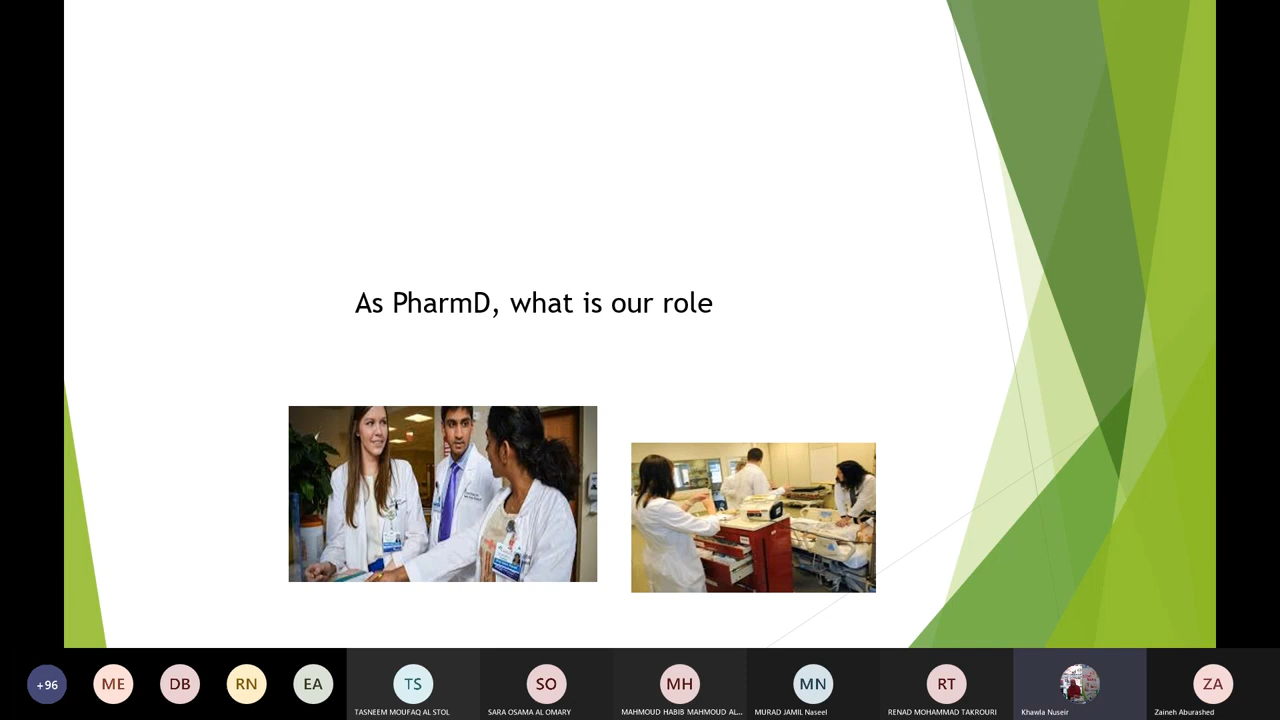 As PharmD, what is our role
+96
ME
DB
RN
EA
TS
SO
MH
MN
RT
ZA
TASNEEM MOUFAQ AL STOL
SARA OSAMA AL OMARY
MAHMOUD HABIB MAHMOUD AL...
MURAD JAMIL Naseel
RENAD MOHAMMAD TAKROURI
Khawla Nuseir
Zaineh Aburashed